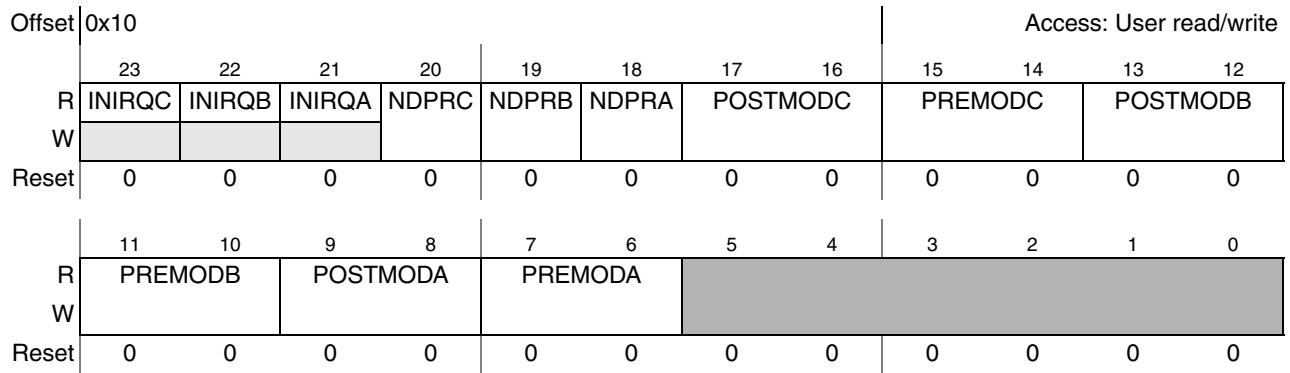 Offset 0x10 Access: User read/write
23 22 21 20 19 18 17 16 15 14 13 12
R INIRQC INIRQB INIRQA NDPRC NDPRB NDPRA POSTMODC PREMODC POSTMODB
W
Reset 0 0 0 0 0 0 0 0 0 0 0 0
11 10 9 8 7 6 5 4 3 2 1 0
R PREMODB POSTMODA PREMODA
W
Reset 0 0 0 0 0 0 0 0 0 0 0 0